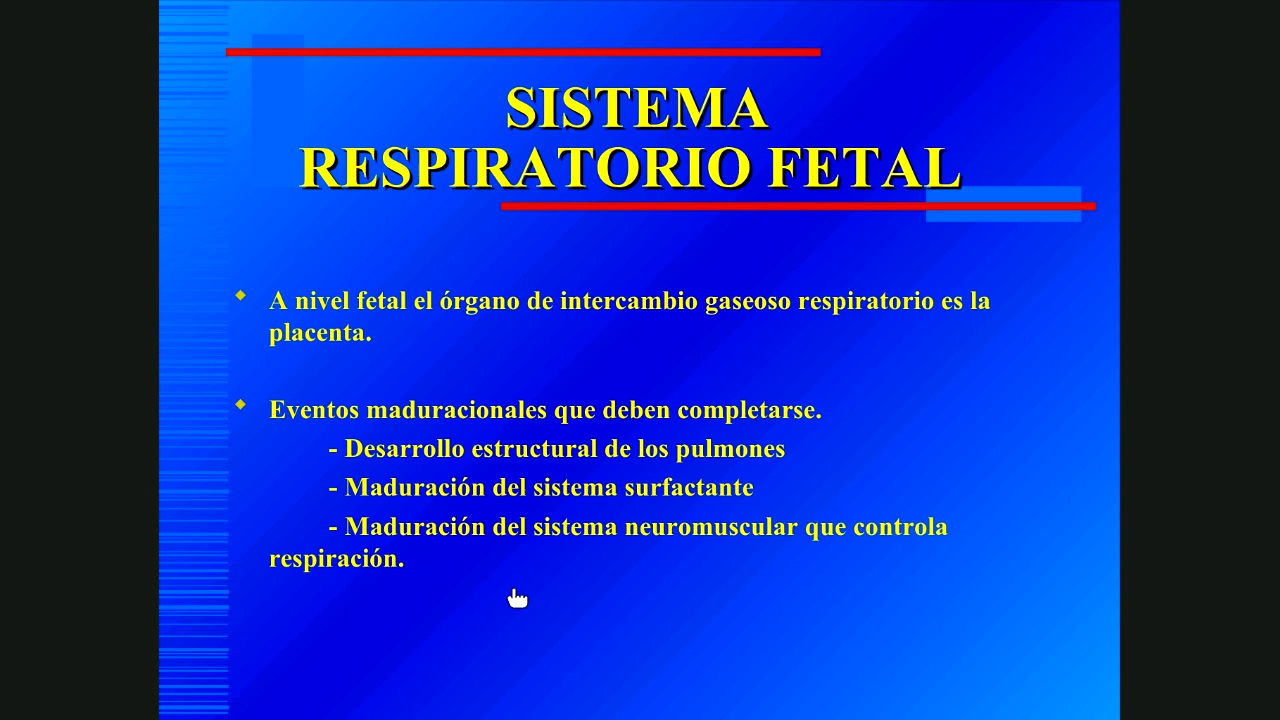 SISTEMA
RESPIRATORIO FETAL
A nivel fetal el órgano de intercambio gaseoso respiratorio es la
placenta.
Eventos maduracionales que deben completarse.
- Desarrollo estructural de los pulmones
- Maduración del sistema surfactante
- Maduración del sistema neuromuscular que controla
respiración.